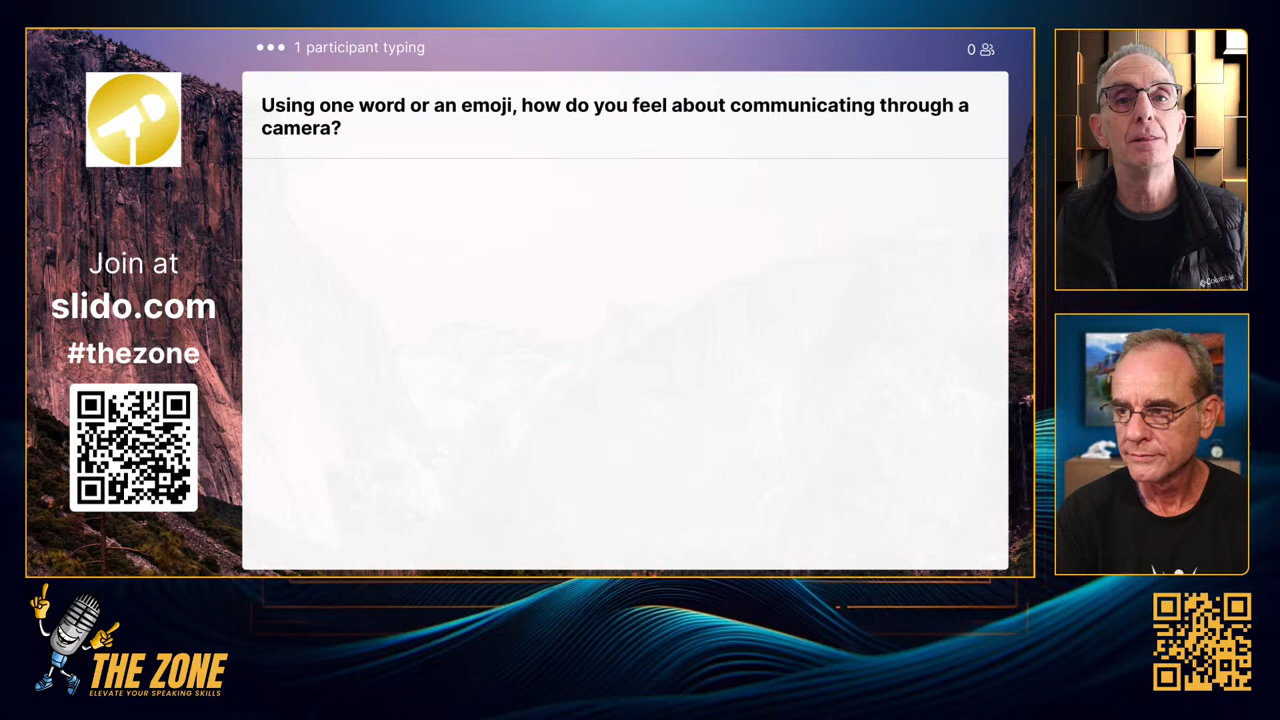 1 participant typing
0
Using one word or an emoji, how do you feel about communicating through a
camera?
Join at
slido.com
#thezone
Columbia
THE ZONE
ELEVATE YOUR SPEAKING SKILLS